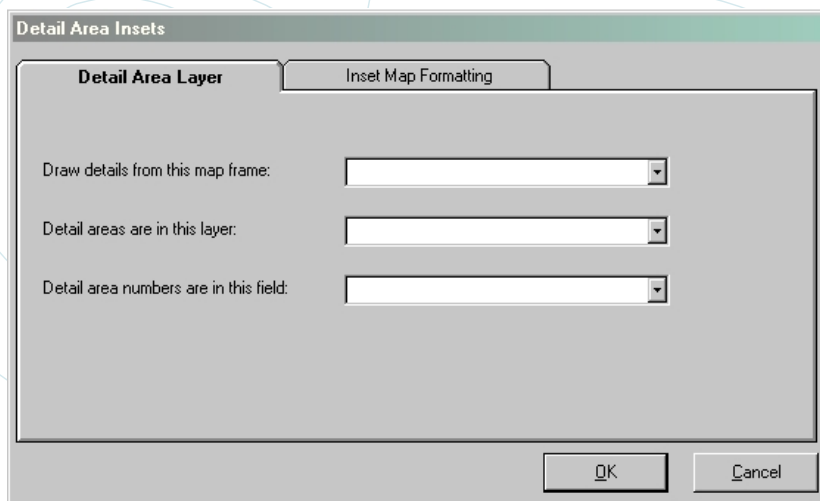 Detail Area Insets
Detail Area Layer
Inset Map Formatting
Draw details from this map frame:
Detail areas are in this layer:
Detail area numbers are in this field:
OK
Cancel